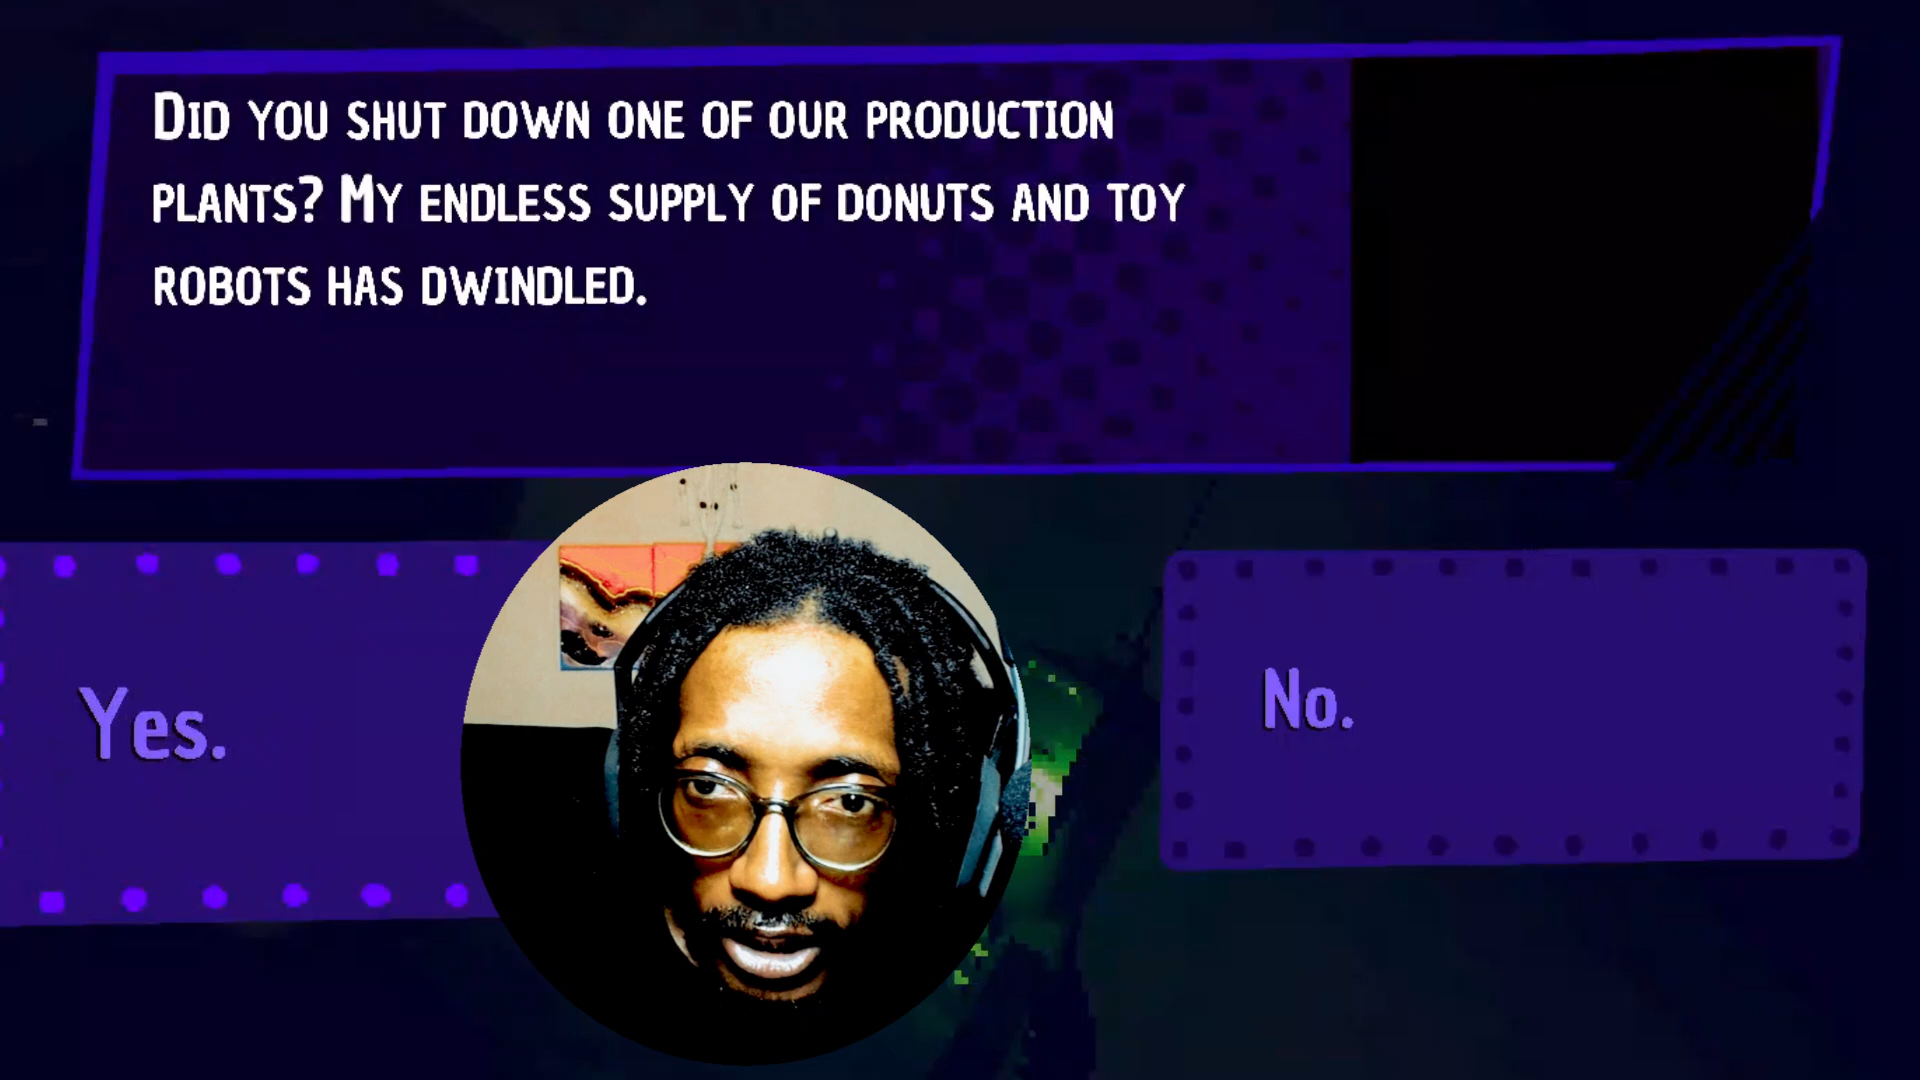 Did you shut down one of our production
plants? My endless supply of donuts and toy
robots has dwindled.
Yes.
No.